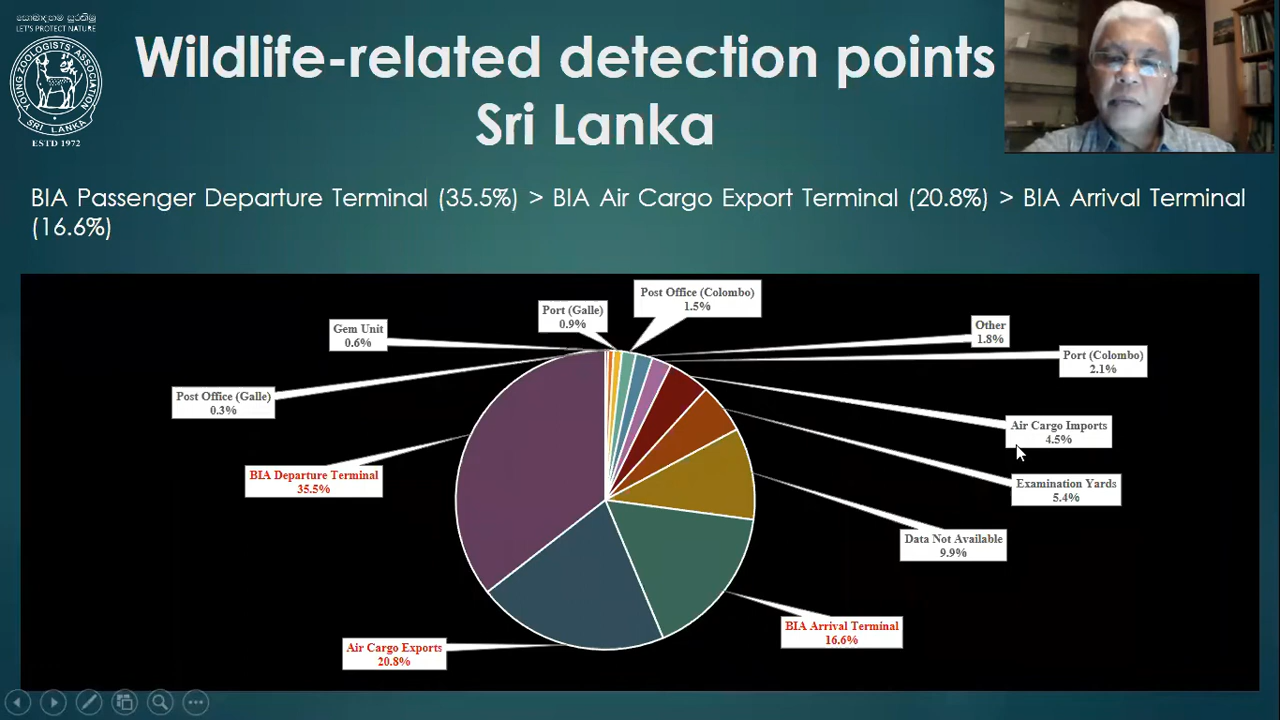 සොබාදහම සුරකිමු
LET'S PROTECT NATURE
YOUNG ZOOLOGISTS' ASSOCIATION
SRI LANKA
ESTD 1972
Wildlife-related detection points
Sri Lanka
BIA Passenger Departure Terminal (35.5%) > BIA Air Cargo Export Terminal (20.8%) > BIA Arrival Terminal
(16.6%)
Post Office (Colombo)
1.5%
Port (Galle)
0.9%
Gem Unit
0.6%
Other
1.8%
Port (Colombo)
2.1%
Post Office (Galle)
0.3%
Air Cargo Imports
4.5%
BIA Departure Terminal
35.5%
Examination Yards
5.4%
Data Not Available
9.9%
BIA Arrival Terminal
16.6%
Air Cargo Exports
20.8%